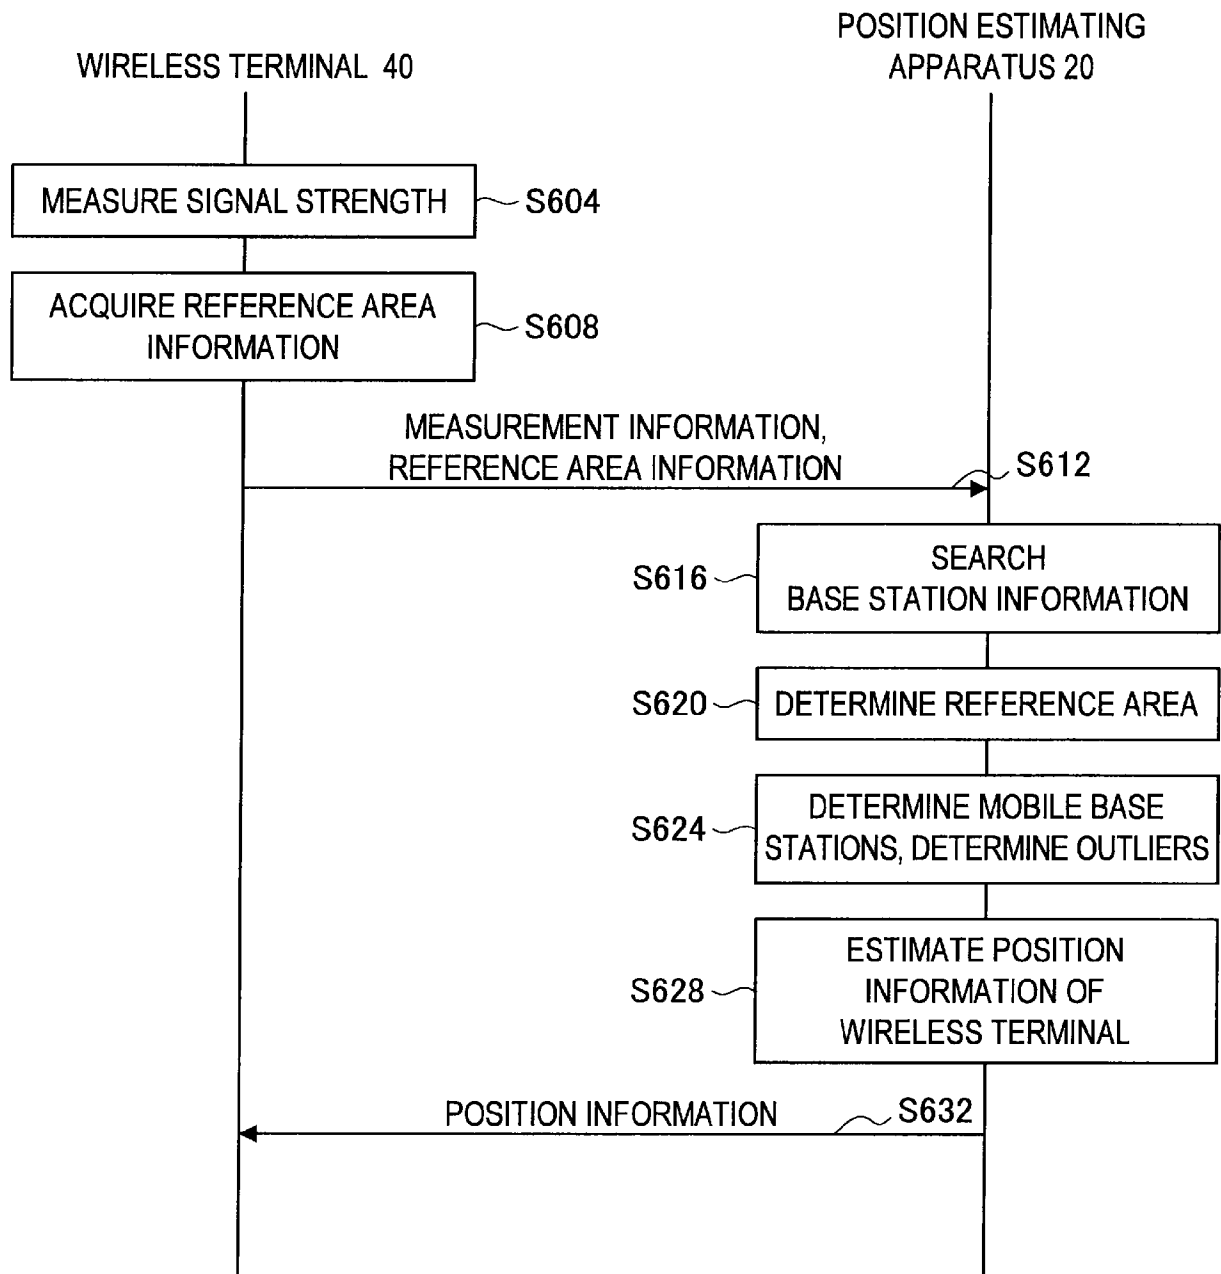 POSITION ESTIMATING
APPARATUS 20
WIRELESS TERMINAL 40
MEASURE SIGNAL STRENGTH
S604
ACQUIRE REFERENCE AREA
INFORMATION
S608
MEASUREMENT INFORMATION,
REFERENCE AREA INFORMATION
S612
SEARCH
BASE STATION INFORMATION
S616
DETERMINE REFERENCE AREA
S620
DETERMINE MOBILE BASE
STATIONS, DETERMINE OUTLIERS
S624
ESTIMATE POSITION
INFORMATION OF
WIRELESS TERMINAL
S628
POSITION INFORMATION
S632